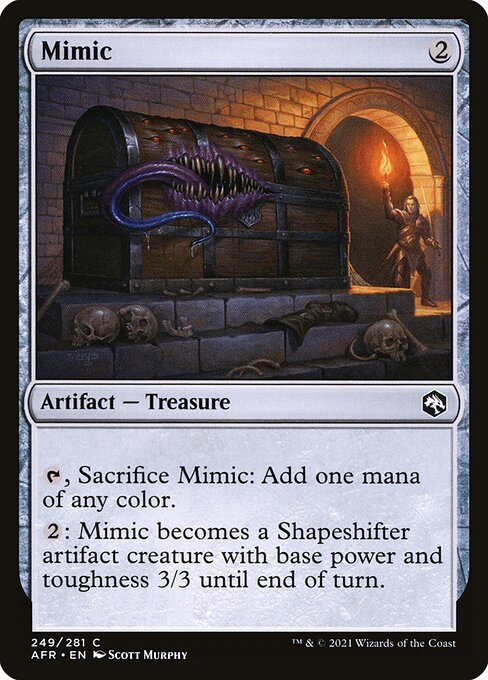 Mimic 2
Artifact — Treasure
, Sacrifice Mimic: Add one mana
of any color.
2: Mimic becomes a Shapeshifter
artifact creature with base power and
toughness 3/3 until end of turn.
249/281 C
™ & © 2021 Wizards of the Coast
AFR • EN Scott Murphy